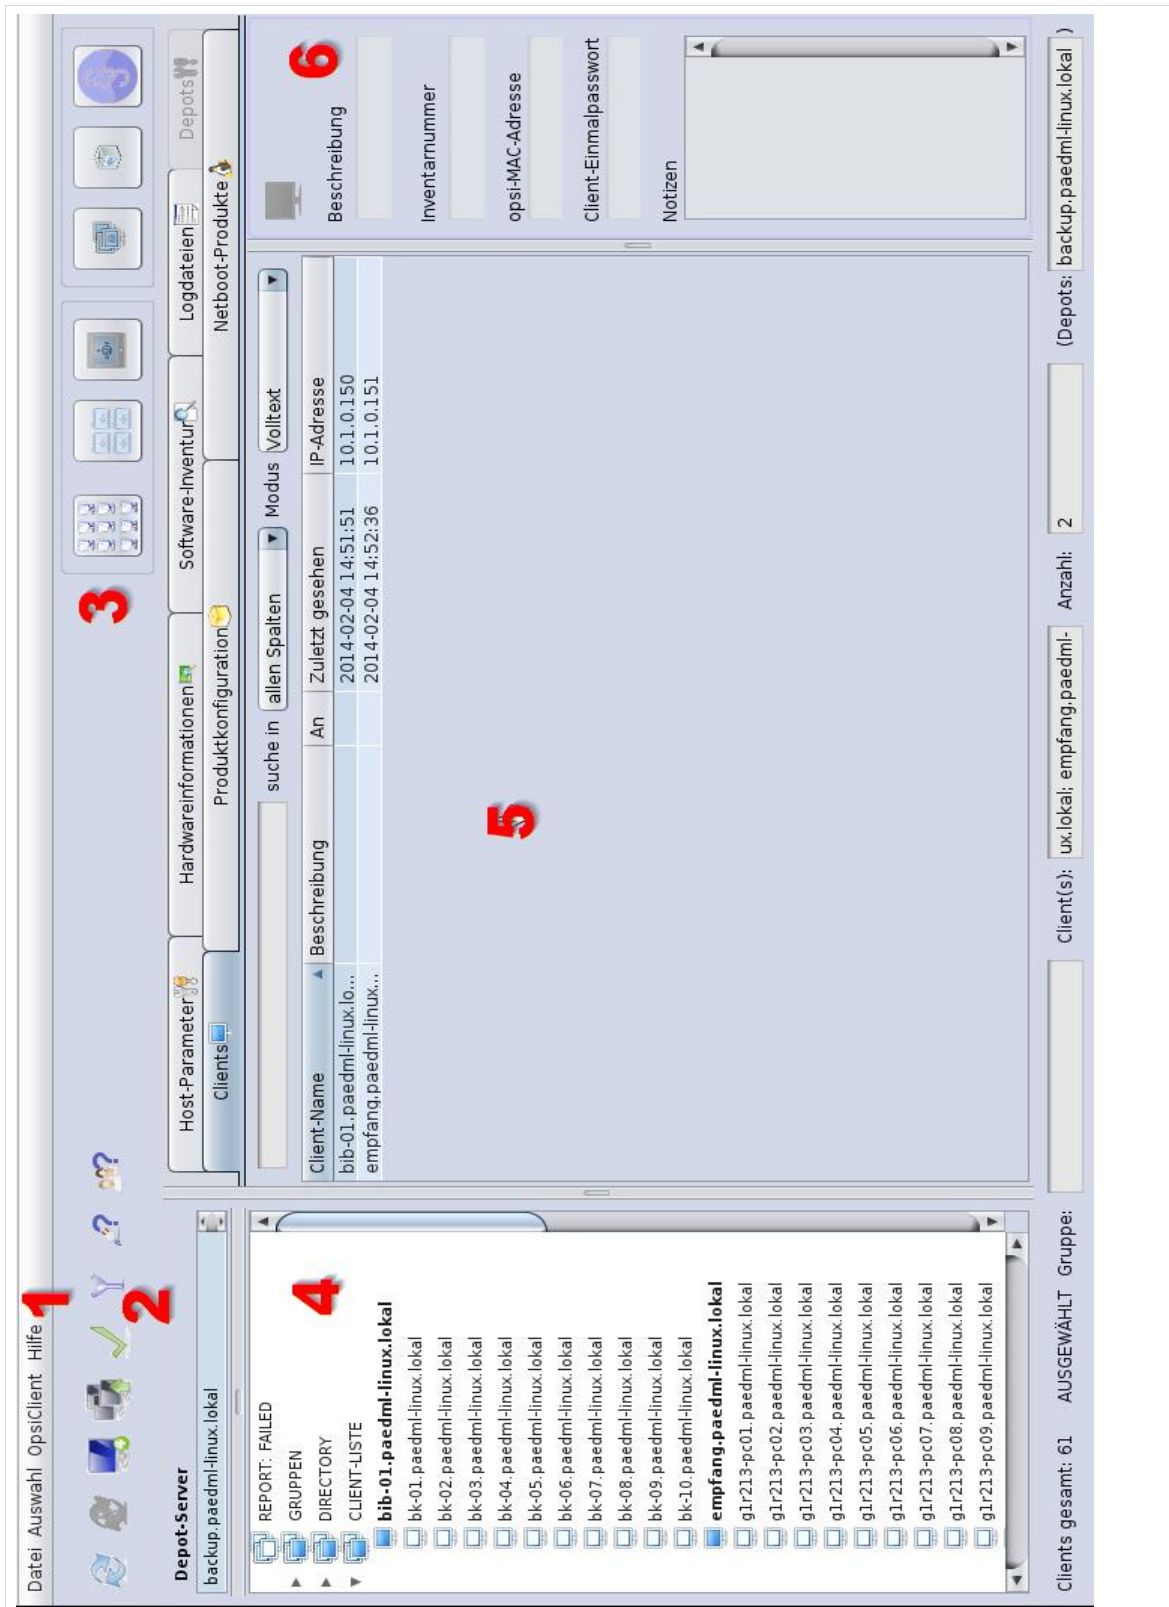 Datei Auswahl OpsiClient Hilfe
1
2
3
Depot-Server
backup.paedml-linux.lokal
Host-Parameter
Hardwareinformationen
Software-Inventur
Logdateien
Depots
Clients
Produktkonfiguration
Netboot-Produkte
4
REPORT: FAILED
GRUPPEN
DIRECTORY
CLIENT-LISTE
bib-01.paedml-linux.lokal
bk-01.paedml-linux.lokal
bk-02.paedml-linux.lokal
bk-03.paedml-linux.lokal
bk-04.paedml-linux.lokal
bk-05.paedml-linux.lokal
bk-06.paedml-linux.lokal
bk-07.paedml-linux.lokal
bk-08.paedml-linux.lokal
bk-09.paedml-linux.lokal
bk-10.paedml-linux.lokal
empfang.paedml-linux.lokal
g1r213-pc01.paedml-linux.lokal
g1r213-pc02.paedml-linux.lokal
g1r213-pc03.paedml-linux.lokal
g1r213-pc04.paedml-linux.lokal
g1r213-pc05.paedml-linux.lokal
g1r213-pc06.paedml-linux.lokal
g1r213-pc07.paedml-linux.lokal
g1r213-pc08.paedml-linux.lokal
g1r213-pc09.paedml-linux.lokal
suche in allen Spalten Modus Volltext
Client-Name Beschreibung An Zuletzt gesehen IP-Adresse
bib-01.paedml-linux.lo... 2014-02-04 14:51:51 10.1.0.150
empfang.paedml-linux... 2014-02-04 14:52:36 10.1.0.151
5
6
Beschreibung
Inventarnummer
opsi-MAC-Adresse
Client-Einmalpasswort
Notizen
Clients gesamt: 61 AUSGEWÄHLT Gruppe: Client(s): ux.lokal; empfang.paedml- Anzahl: 2 (Depots: backup.paedml-linux.lokal )